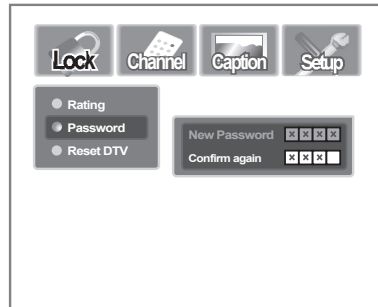 Lock Channel Caption Setup
Rating
Password
Reset DTV
New Password x x x x
Confirm again x x x